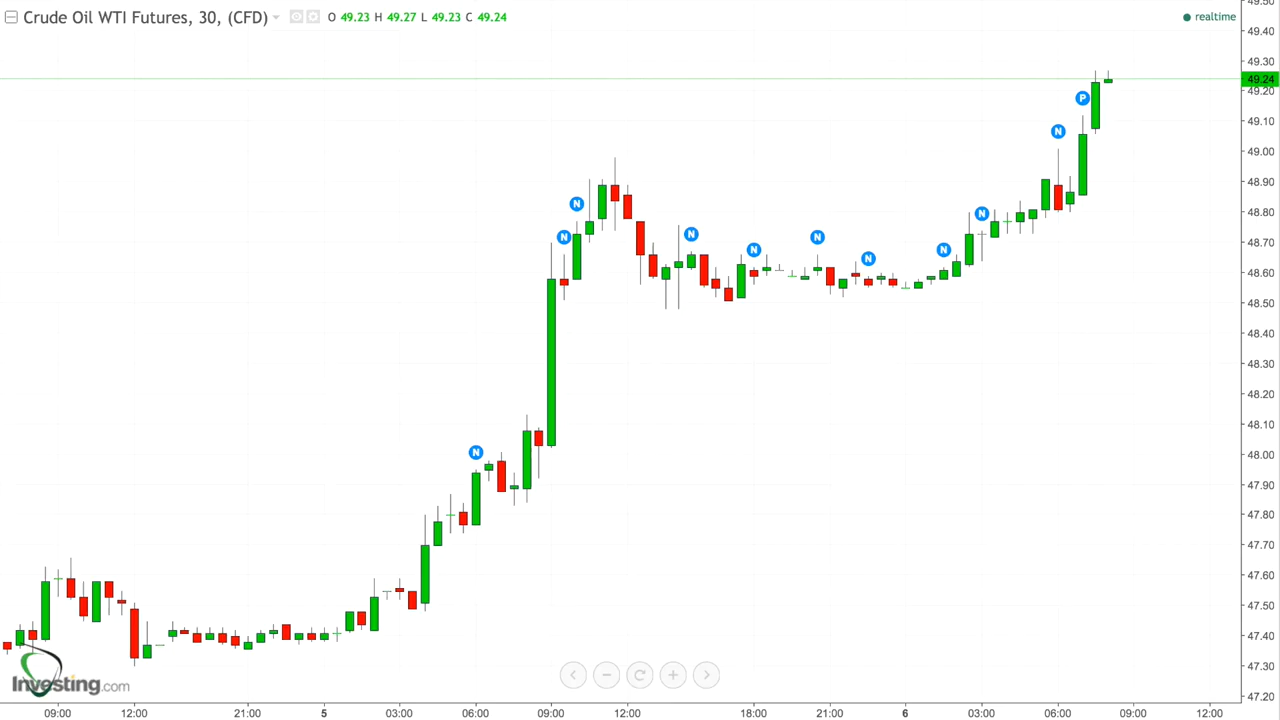 Crude Oil WTI Futures, 30, (CFD) O 49.23 H 49.27 L 49.23 C 49.24
realtime
49.50
49.40
49.30
49.24
49.20
49.10
49.00
48.90
48.80
48.70
48.60
48.50
48.40
48.30
48.20
48.10
48.00
47.90
47.80
47.70
47.60
47.50
47.40
47.30
47.20
P
N
N
N
N
N
N
N
N
N
N
N
Investing.com
09:00 12:00 21:00 5 03:00 06:00 09:00 12:00 18:00 21:00 6 03:00 06:00 09:00 12:00